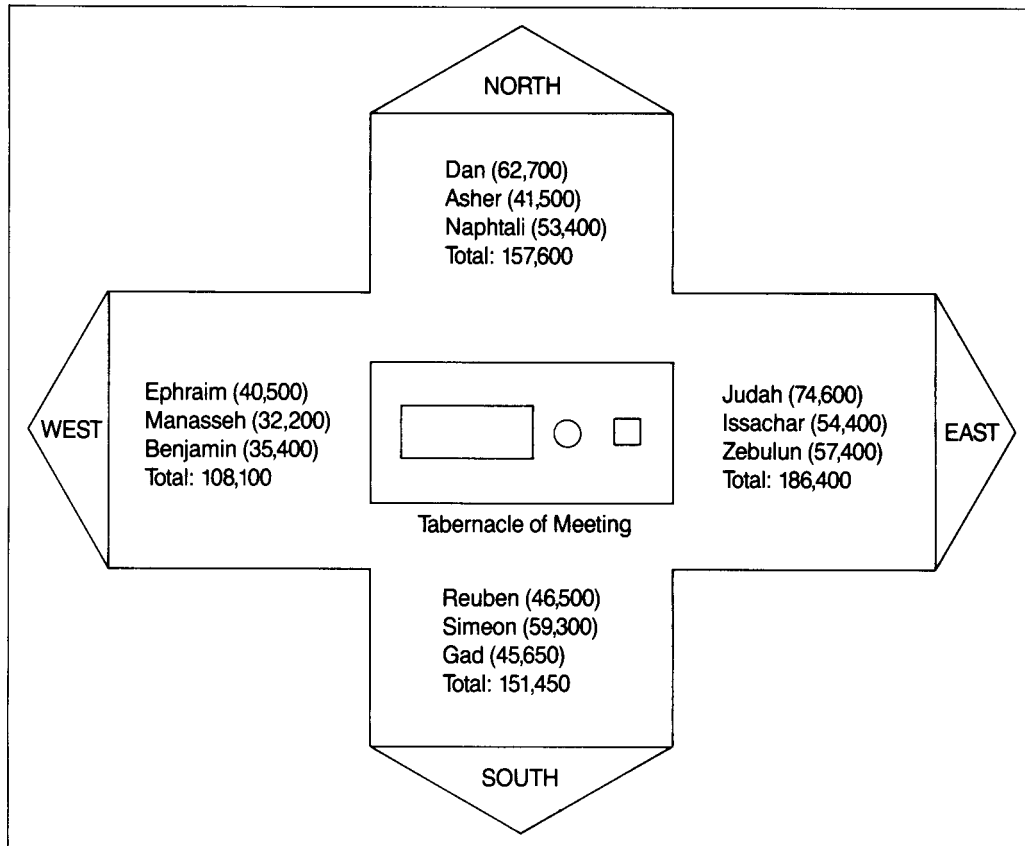 NORTH
Dan (62,700)
Asher (41,500)
Naphtali (53,400)
Total: 157,600
WEST
Ephraim (40,500)
Manasseh (32,200)
Benjamin (35,400)
Total: 108,100
Tabernacle of Meeting
Judah (74,600)
Issachar (54,400)
Zebulun (57,400)
Total: 186,400
EAST
Reuben (46,500)
Simeon (59,300)
Gad (45,650)
Total: 151,450
SOUTH